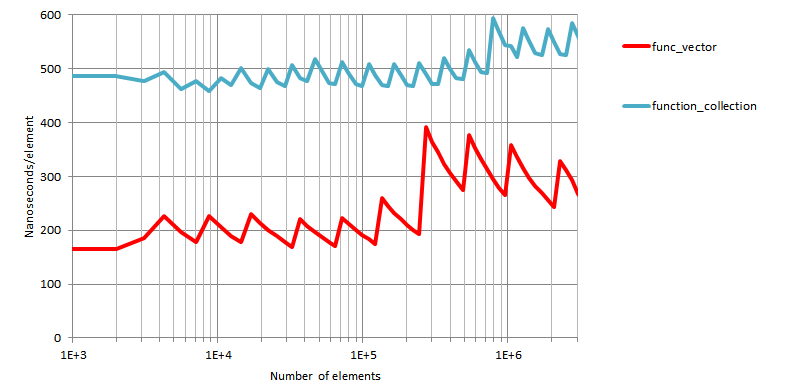 600
500
400
300
200
100
0
Nanoseconds/element
1E+3 1E+4 1E+5 1E+6
Number of elements
func_vector
function_collection